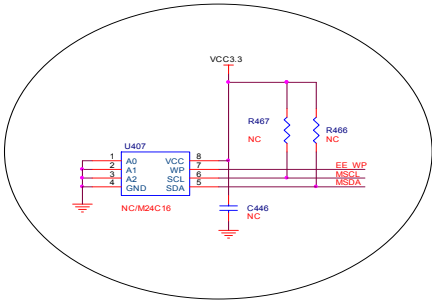 VCC3.3
R467
NC
R466
NC
U407
1 A0 VCC 8
2 A1 WP 7
3 A2 SCL 6
4 GND SDA 5
EE_WP
MSCL
MSDA
NC/M24C16
C446
NC